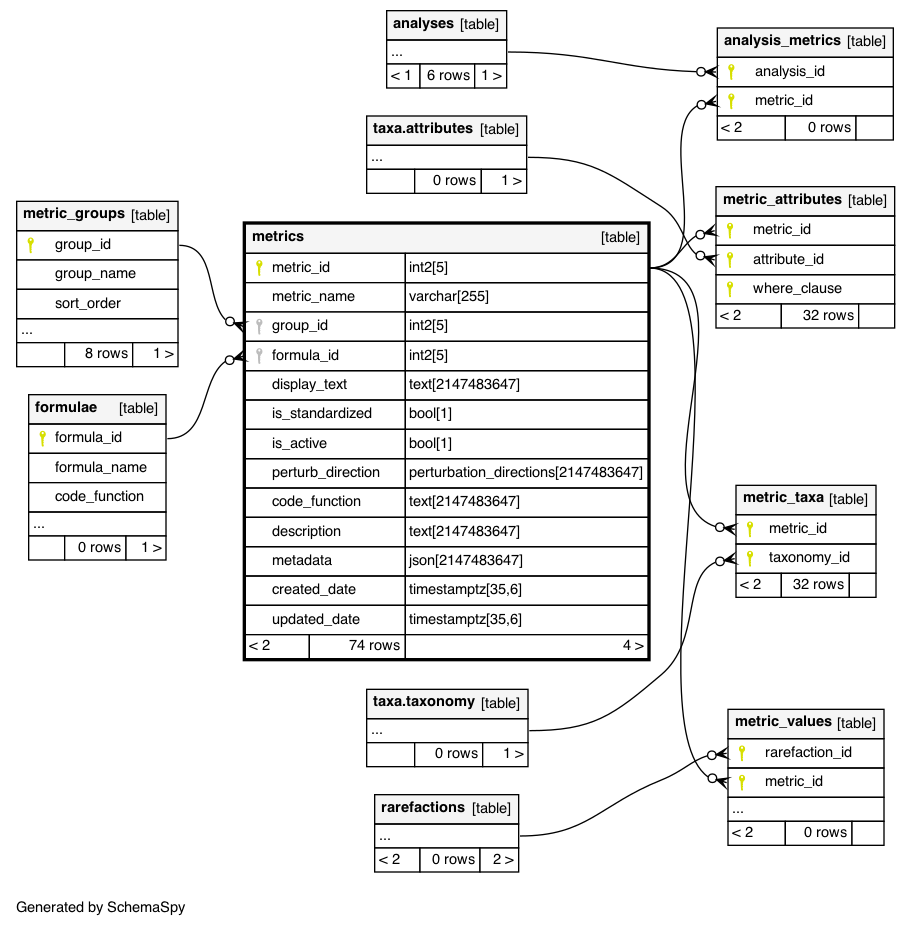 analyses [table]
...
< 1 6 rows 1 >
analysis_metrics [table]
analysis_id
metric_id
< 2 0 rows
taxa.attributes [table]
...
0 rows 1 >
metric_groups [table]
group_id
group_name
sort_order
...
8 rows 1 >
metric_attributes [table]
metric_id
attribute_id
where_clause
< 2 32 rows
metrics [table]
metric_id int2[5]
metric_name varchar[255]
group_id int2[5]
formula_id int2[5]
display_text text[2147483647]
is_standardized bool[1]
is_active bool[1]
perturb_direction perturbation_directions[2147483647]
code_function text[2147483647]
description text[2147483647]
metadata json[2147483647]
created_date timestamptz[35,6]
updated_date timestamptz[35,6]
< 2 74 rows 4 >
formulae [table]
formula_id
formula_name
code_function
...
0 rows 1 >
metric_taxa [table]
metric_id
taxonomy_id
< 2 32 rows
taxa.taxonomy [table]
...
0 rows 1 >
metric_values [table]
rarefaction_id
metric_id
...
< 2 0 rows
rarefactions [table]
...
< 2 0 rows 2 >
Generated by SchemaSpy